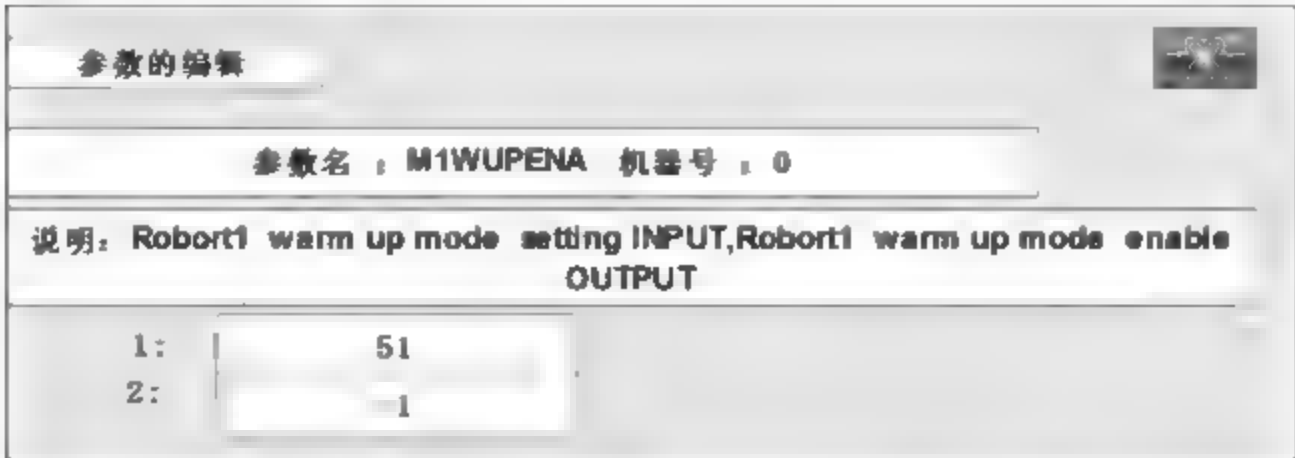 参数的编辑
参数名 : M1WUPENA 机器号 : 0
说明: Robort1 warm up mode setting INPUT,Robort1 warm up mode enable
OUTPUT
1: 51
2: -1